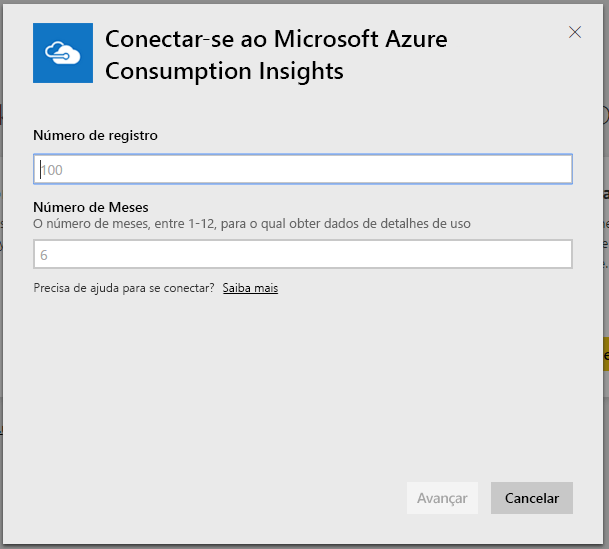 Conectar-se ao Microsoft Azure
Consumption Insights
Número de registro
100
Número de Meses
O número de meses, entre 1-12, para o qual obter dados de detalhes de uso
6
Precisa de ajuda para se conectar? Saiba mais
Avançar Cancelar